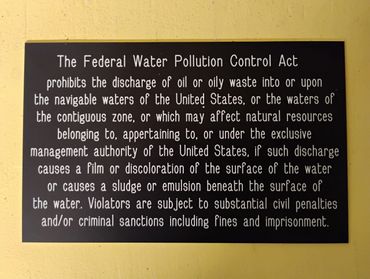 The Federal Water Pollution Control Act
prohibits the discharge of oil or oily waste into or upon
the navigable waters of the United States, or the waters of
the contiguous zone, or which may affect natural resources
belonging to, appertaining to, or under the exclusive
management authority of the United States, if such discharge
causes a film or discoloration of the surface of the water
or causes a sludge or emulsion beneath the surface of
the water. Violators are subject to substantial civil penalties
and/or criminal sanctions including fines and imprisonment.